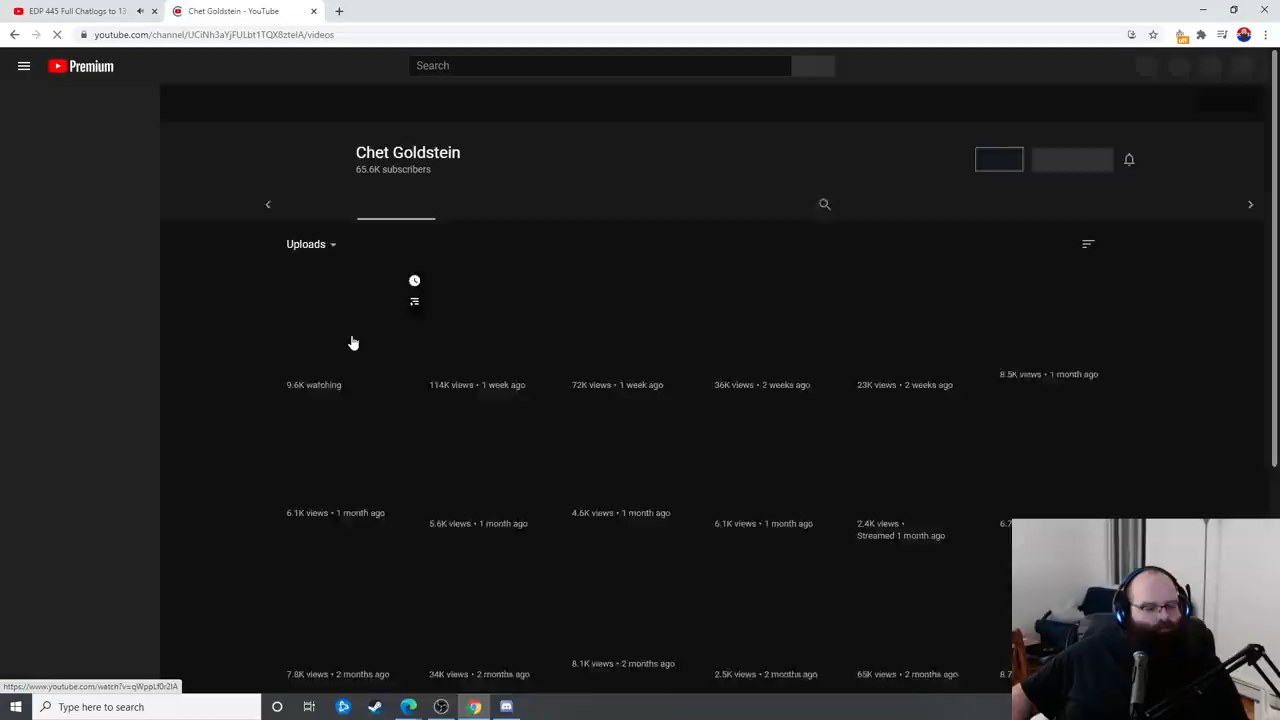 EDP 445 Full Chatlogs to 13
Chet Goldstein - YouTube
youtube.com/channel/UCiNh3aYjFULbt1TQX8zteIA/videos
Premium
Search
Chet Goldstein
65.6K subscribers
Uploads
9.6K watching
114K views • 1 week ago
72K views • 1 week ago
36K views • 2 weeks ago
23K views • 2 weeks ago
8.5K views • 1 month ago
6.1K views • 1 month ago
5.6K views • 1 month ago
4.6K views • 1 month ago
6.1K views • 1 month ago
2.4K views •
Streamed 1 month ago
6.7
7.8K views • 2 months ago
34K views • 2 months ago
8.1K views • 2 months ago
2.5K views • 2 months ago
65K views • 2 months ago
8.7
https://www.youtube.com/watch?v=qWppLf0r2IA
Type here to search